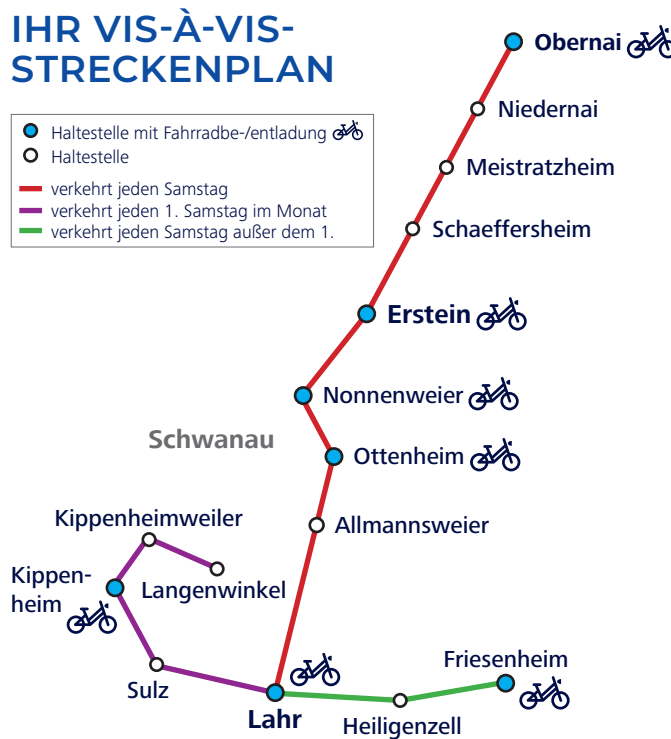 IHR VIS-À-VIS-
STRECKENPLAN
Haltestelle mit Fahrradbe-/entladung
Haltestelle
verkehrt jeden Samstag
verkehrt jeden 1. Samstag im Monat
verkehrt jeden Samstag außer dem 1.
Obernai
Niedernai
Meistratzheim
Schaeffersheim
Erstein
Nonnenweier
Schwanau
Ottenheim
Allmannsweier
Kippenheimweiler
Langenwinkel
Kippen-
heim
Sulz
Lahr
Heiligenzell
Friesenheim